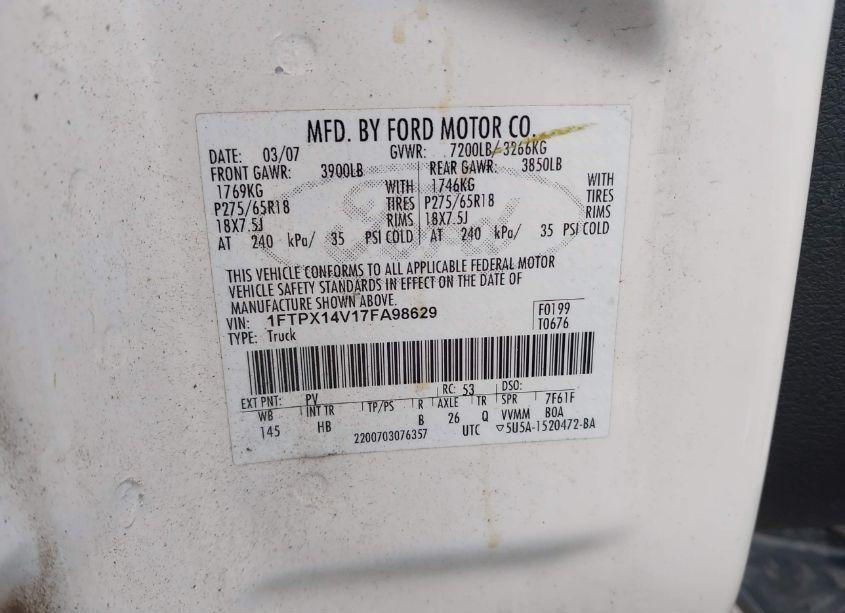 MFD. BY FORD MOTOR CO.
DATE: 03/07 GVWR: 7200LB/ 3266KG
FRONT GAWR: 3900LB REAR GAWR: 3850LB
1769KG WITH 1746KG WITH
P275/65R18 TIRES P275/65R18 TIRES
18X7.5J RIMS 18X7.5J RIMS
AT 240 kPa/ 35 PSI COLD AT 240 kPa/ 35 PSI COLD
Ford
THIS VEHICLE CONFORMS TO ALL APPLICABLE FEDERAL MOTOR
VEHICLE SAFETY STANDARDS IN EFFECT ON THE DATE OF
MANUFACTURE SHOWN ABOVE.
VIN: 1FTPX14V17FA98629 F0199
TYPE: Truck T0676
EXT PNT: PV RC: 53 DSO:
WB INT TR TP/PS R AXLE TR SPR 7F61F
145 HB B 26 Q VVMM BOA
2200703076357 UTC ▽5U5A-1520472-BA